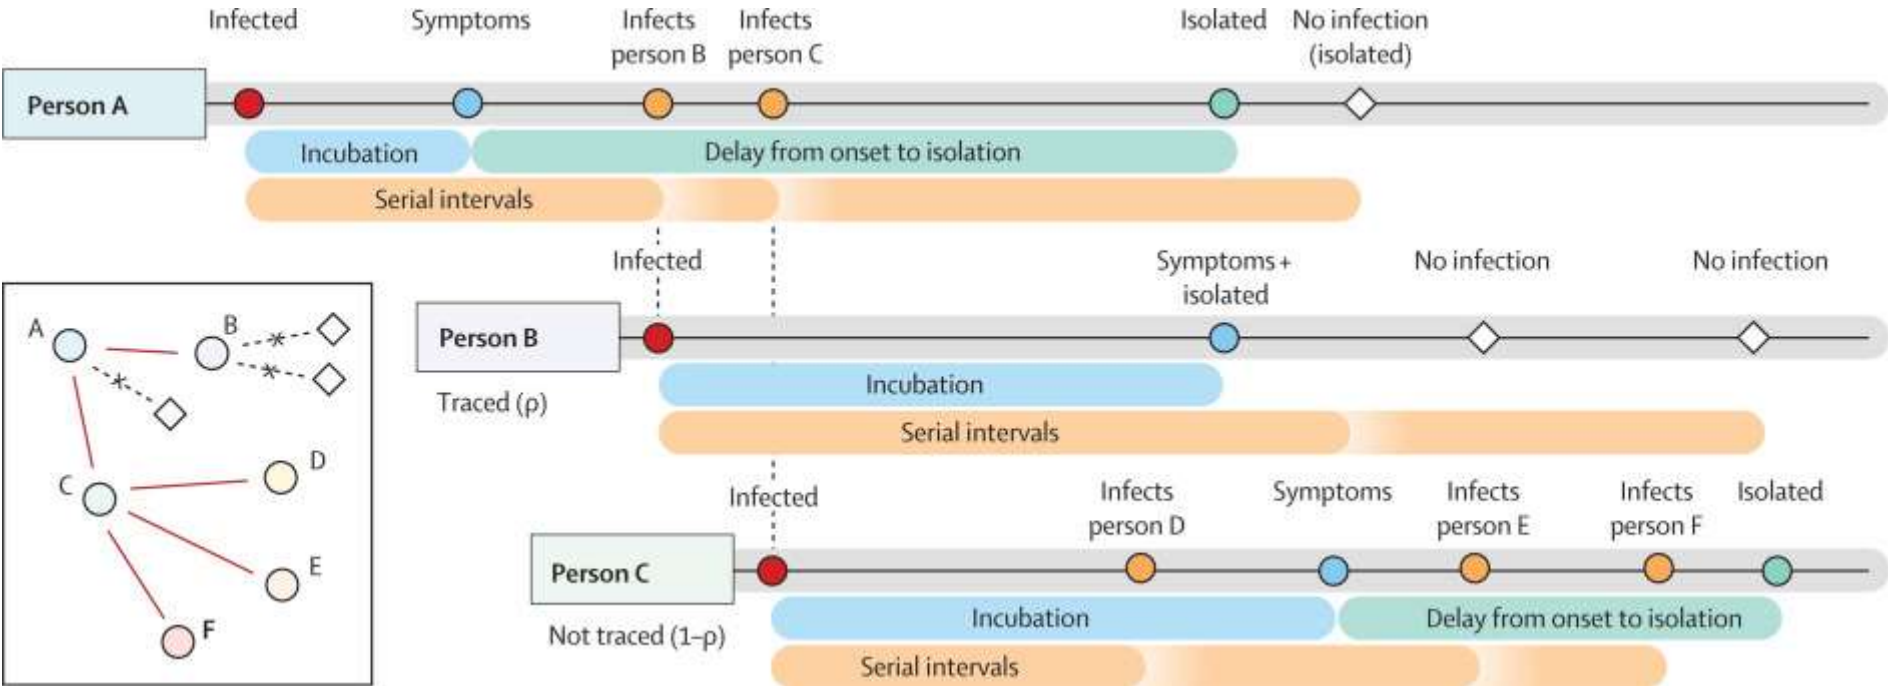 Infected
Symptoms
Infects
person B
Infects
person C
Isolated
No infection
(isolated)
Person A
Incubation
Delay from onset to isolation
Serial intervals
Infected
Symptoms +
isolated
No infection
No infection
Person B
Traced (ρ)
Incubation
Serial intervals
Infected
Infects
person D
Symptoms
Infects
person E
Infects
person F
Isolated
Person C
Not traced (1–ρ)
Incubation
Delay from onset to isolation
Serial intervals
A
B
C
D
E
F